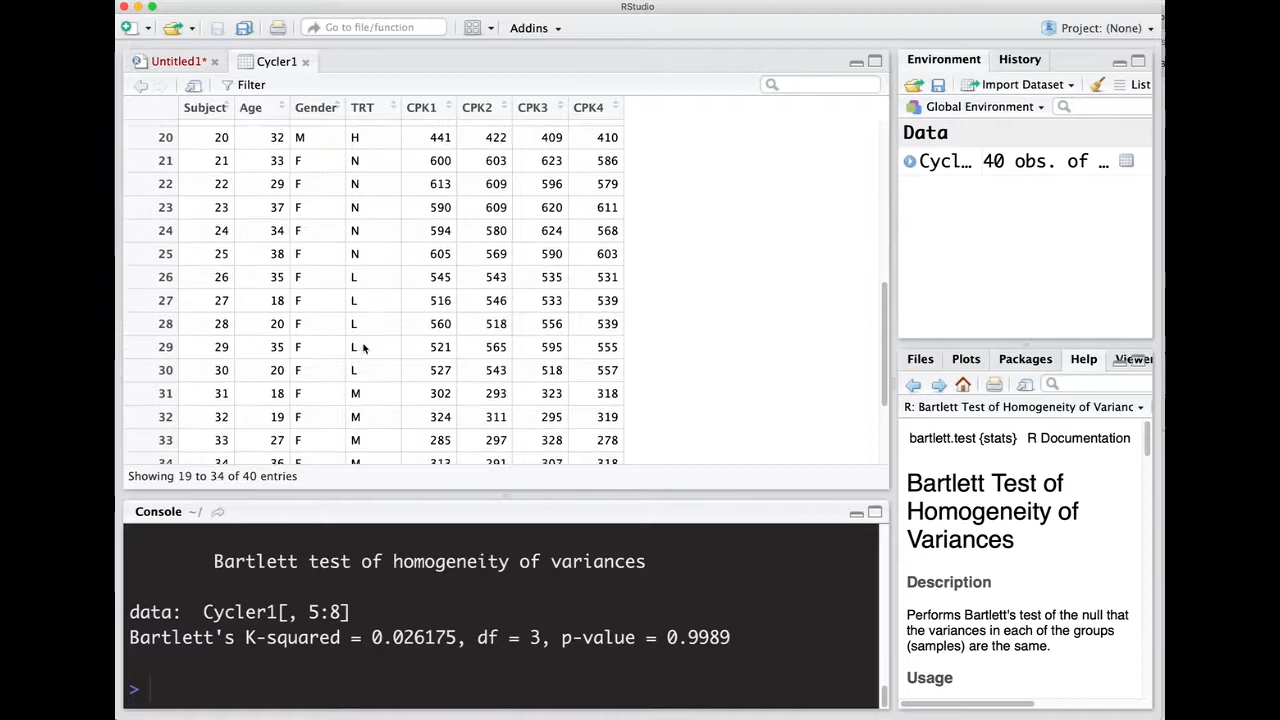 RStudio
Go to file/function
Addins
Project: (None)
Untitled1*
Cycler1
Filter
Subject Age Gender TRT CPK1 CPK2 CPK3 CPK4
20 20 32 M H 441 422 409 410
21 21 33 F N 600 603 623 586
22 22 29 F N 613 609 596 579
23 23 37 F N 590 609 620 611
24 24 34 F N 594 580 624 568
25 25 38 F N 605 569 590 603
26 26 35 F L 545 543 535 531
27 27 18 F L 516 546 533 539
28 28 20 F L 560 518 556 539
29 29 35 F L 521 565 595 555
30 30 20 F L 527 543 518 557
31 31 18 F M 302 293 323 318
32 32 19 F M 324 311 295 319
33 33 27 F M 285 297 328 278
34 34 36 F M 313 291 307 318
Showing 19 to 34 of 40 entries
Console ~/
Bartlett test of homogeneity of variances
data: Cycler1[, 5:8]
Bartlett's K-squared = 0.026175, df = 3, p-value = 0.9989
>
Environment History
Import Dataset List
Global Environment
Data
Cycl… 40 obs. of …
Files Plots Packages Help Viewer
R: Bartlett Test of Homogeneity of Varianc
bartlett.test {stats} R Documentation
Bartlett Test of
Homogeneity of
Variances
Description
Performs Bartlett's test of the null that
the variances in each of the groups
(samples) are the same.
Usage